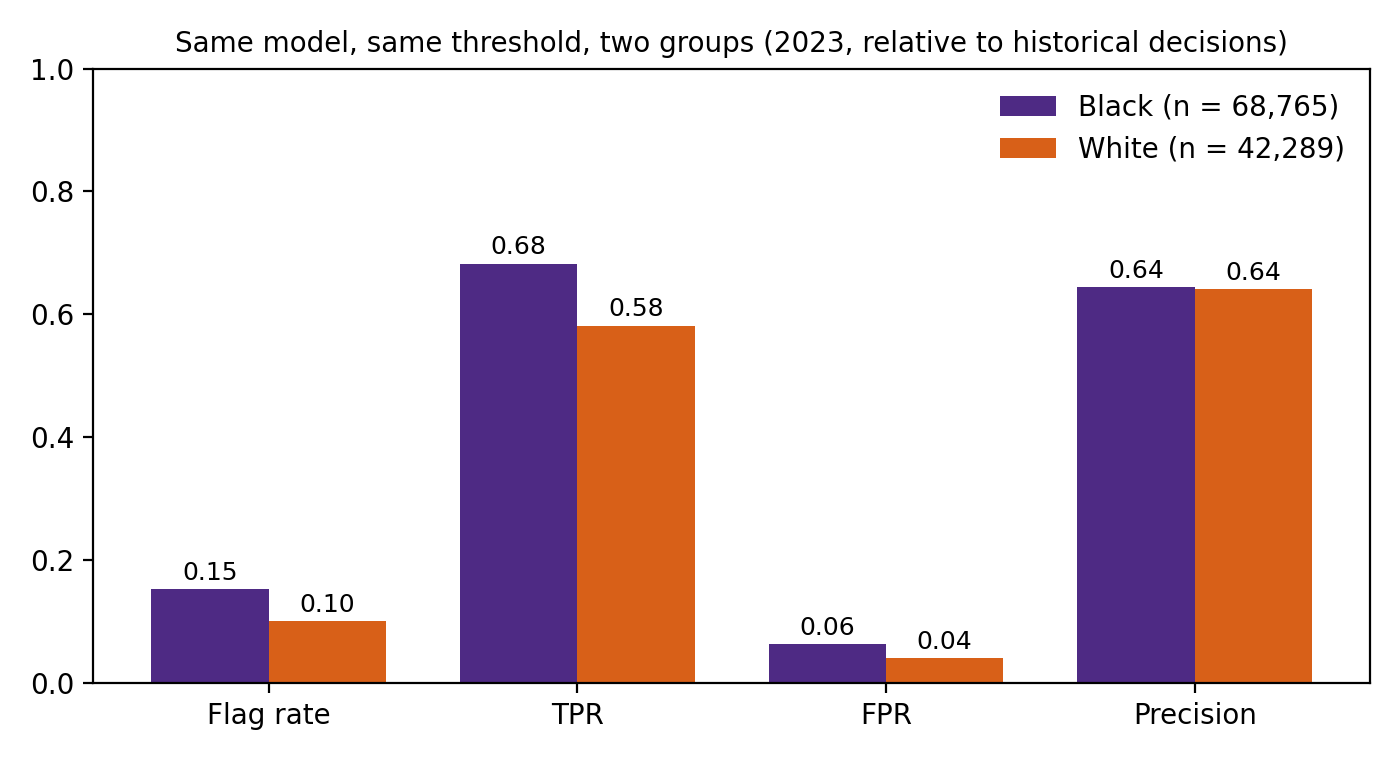 Same model, same threshold, two groups (2023, relative to historical decisions)
1.0
0.8
0.6
0.4
0.2
0.0
Black (n = 68,765)
White (n = 42,289)
0.15
0.10
0.68
0.58
0.06
0.04
0.64
0.64
Flag rate
TPR
FPR
Precision